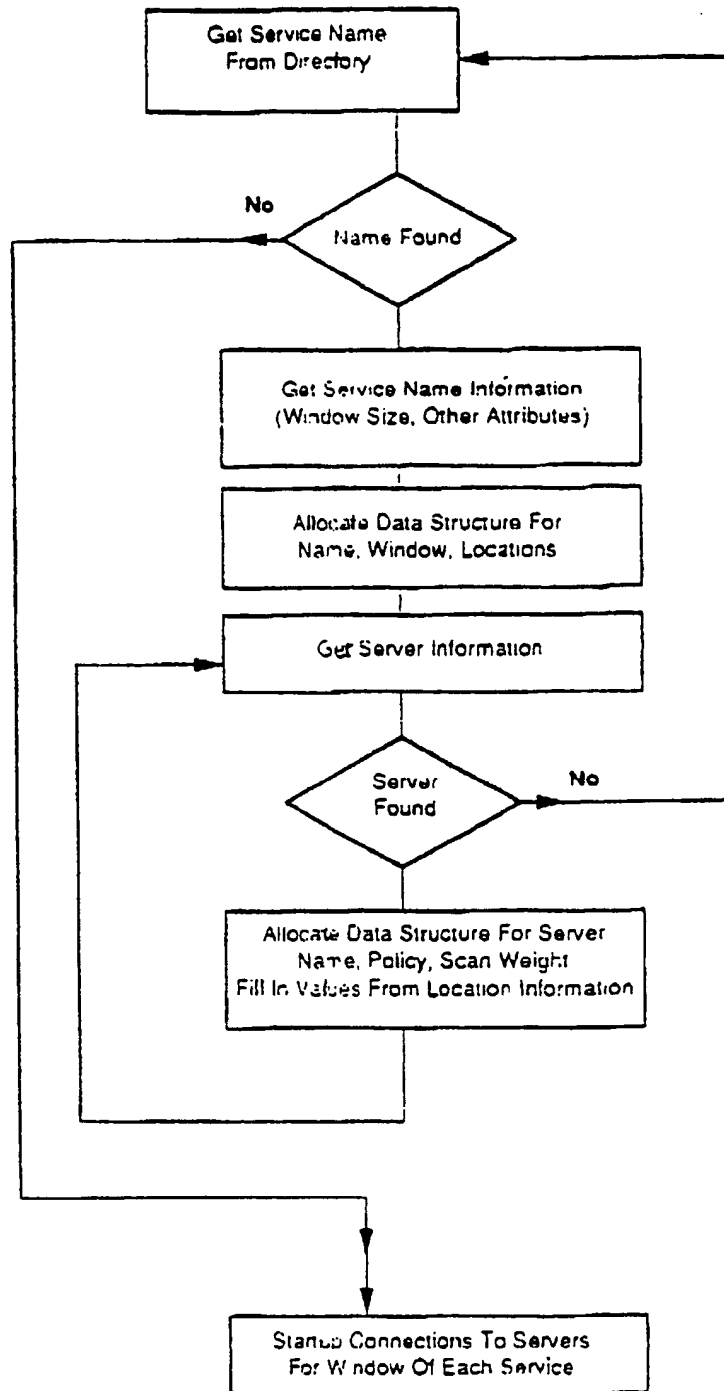 Get Service Name
From Directory
No
Name Found
Get Service Name Information
(Window Size, Other Attributes)
Allocate Data Structure For
Name, Window, Locations
Get Server Information
Server
Found
No
Allocate Data Structure For Server
Name, Policy, Scan Weight
Fill In Values From Location Information
Startup Connections To Servers
For Window Of Each Service